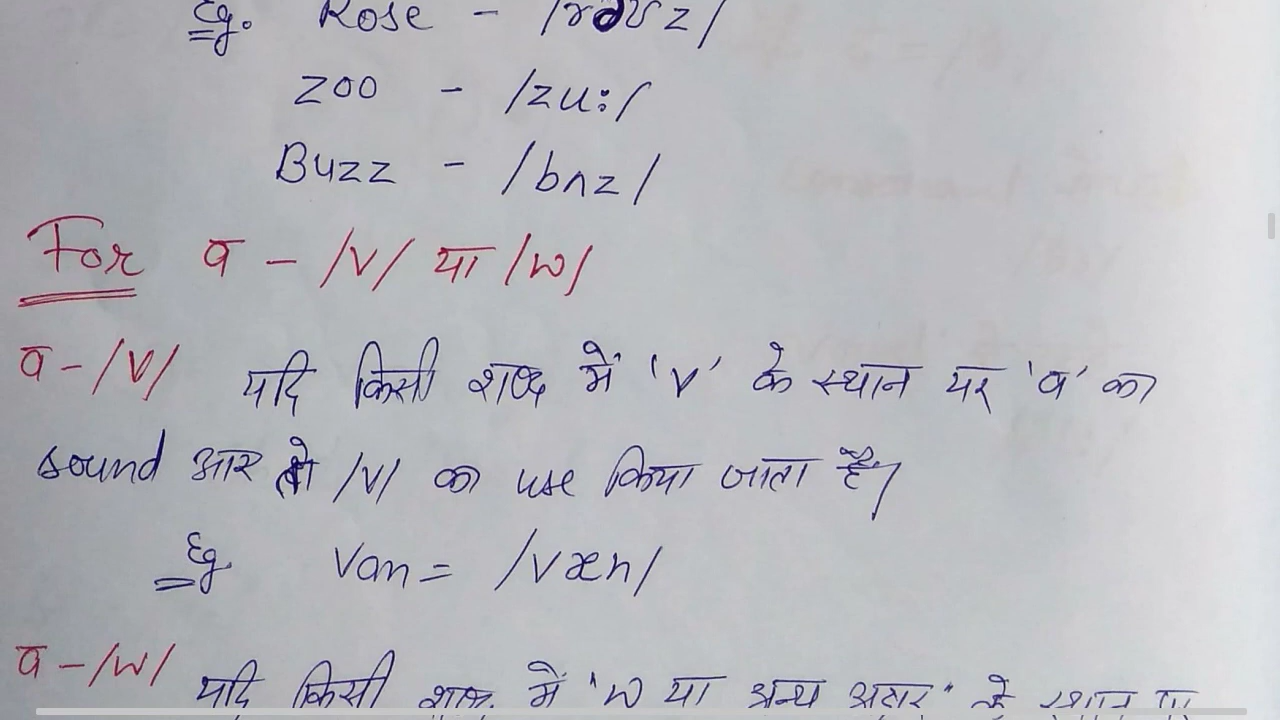 Eg. Rose - /rəʊz/
Zoo - /zu:/
Buzz - /bʌz/
For व - /v/ या /w/
व - /v/ यदि किसी शब्द में 'v' के स्थान पर 'व' का
sound आए तो /v/ का use किया जाता है।
Eg. Van = /væn/
व - /w/ यदि किसी शब्द में 'w या अन्य अक्षर' के स्थान पर